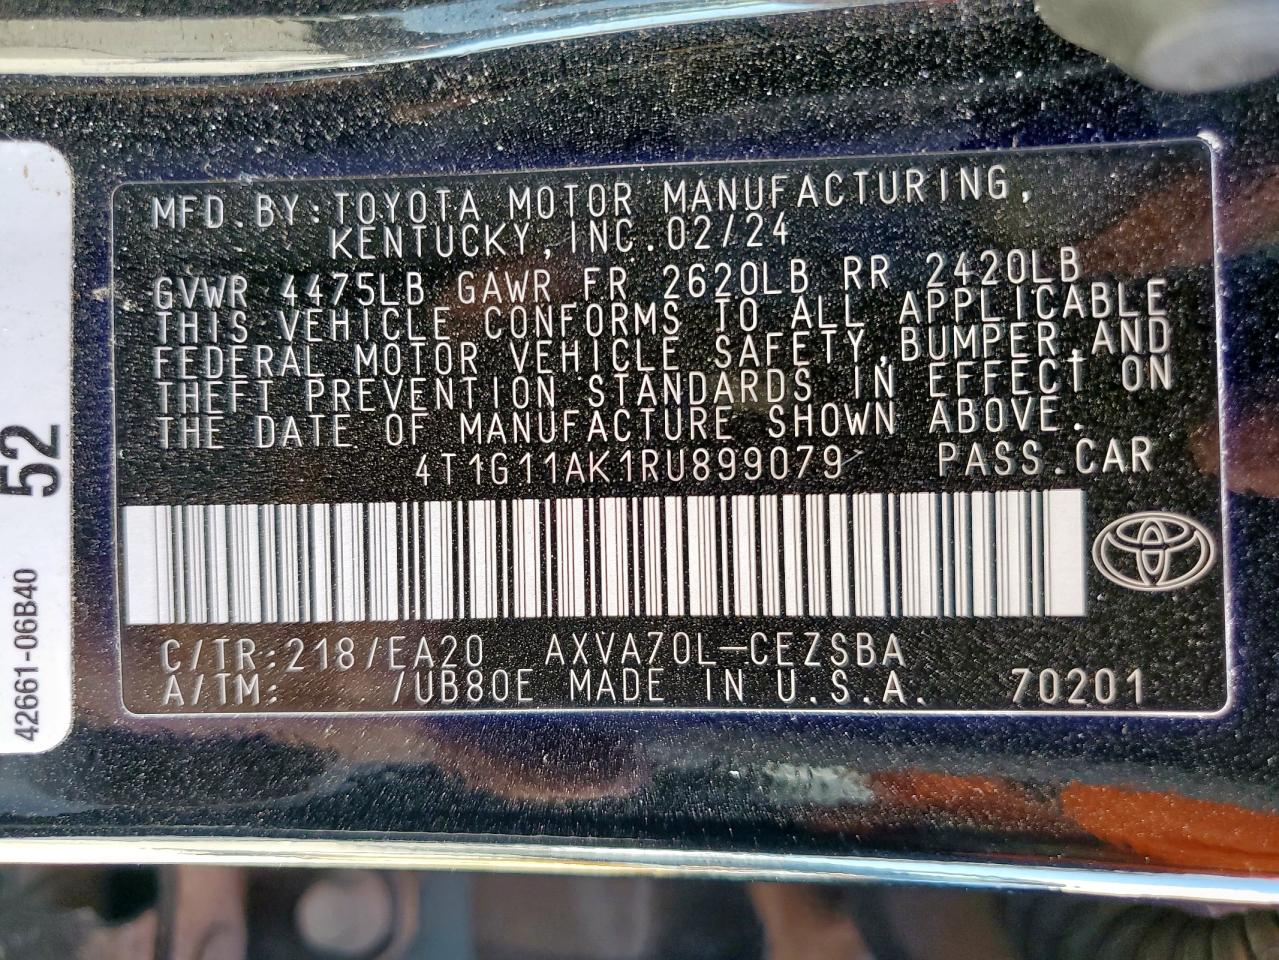 MFD.BY:TOYOTA MOTOR MANUFACTURING,
KENTUCKY,INC.02/24
GVWR 4475LB GAWR FR 2620LB RR 2420LB
THIS VEHICLE CONFORMS TO ALL APPLICABLE
FEDERAL MOTOR VEHICLE SAFETY,BUMPER,AND
THEFT PREVENTION STANDARDS IN EFFECT ON
THE DATE OF MANUFACTURE SHOWN ABOVE.
4T1G11AK1RU899079 PASS.CAR
C/TR:218/EA20 AXVA70L-CEZSBA
A/TM: /UB80E MADE IN U.S.A. 70201
42661-06B40 52